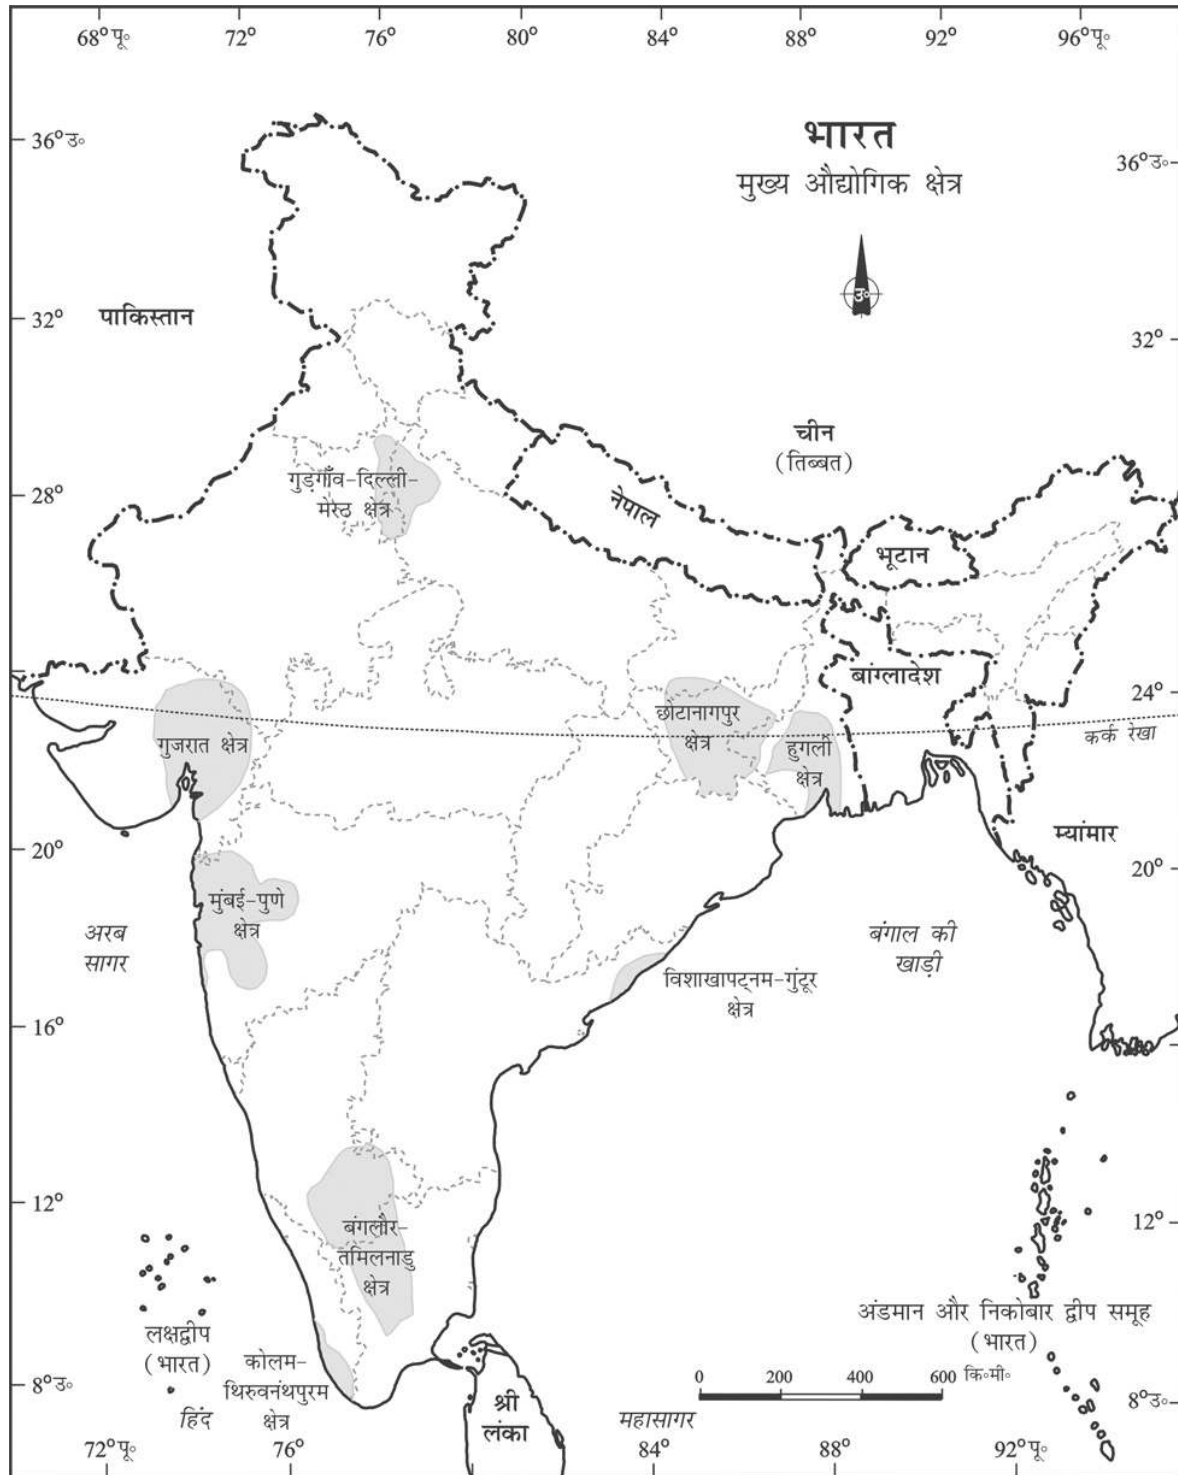 68°पू॰ 72° 76° 80° 84° 88° 92° 96°पू॰
36°उ॰
भारत
36°उ॰
मुख्य औद्योगिक क्षेत्र
उ॰
पाकिस्तान
32°
32°
चीन
(तिब्बत)
गुड़गाँव-दिल्ली-
मेरठ क्षेत्र
28°
28°
नेपाल
भूटान
बांग्लादेश
24°
कर्क रेखा
गुजरात क्षेत्र
छोटानागपुर
क्षेत्र
हुगली
क्षेत्र
म्यांमार
20°
20°
मुंबई-पुणे
क्षेत्र
अरब
सागर
बंगाल की
खाड़ी
विशाखापट्नम-गुंटूर
क्षेत्र
16°
12°
12°
बंगलौर-
तमिलनाडु
क्षेत्र
अंडमान और निकोबार द्वीप समूह
(भारत)
लक्षद्वीप
(भारत)
कोलम-
थिरुवनंथपुरम
क्षेत्र
0 200 400 600 कि॰मी॰
8°उ॰
8°उ॰
हिंद
श्री
लंका
महासागर
72°पू॰ 76° 84° 88° 92°पू॰